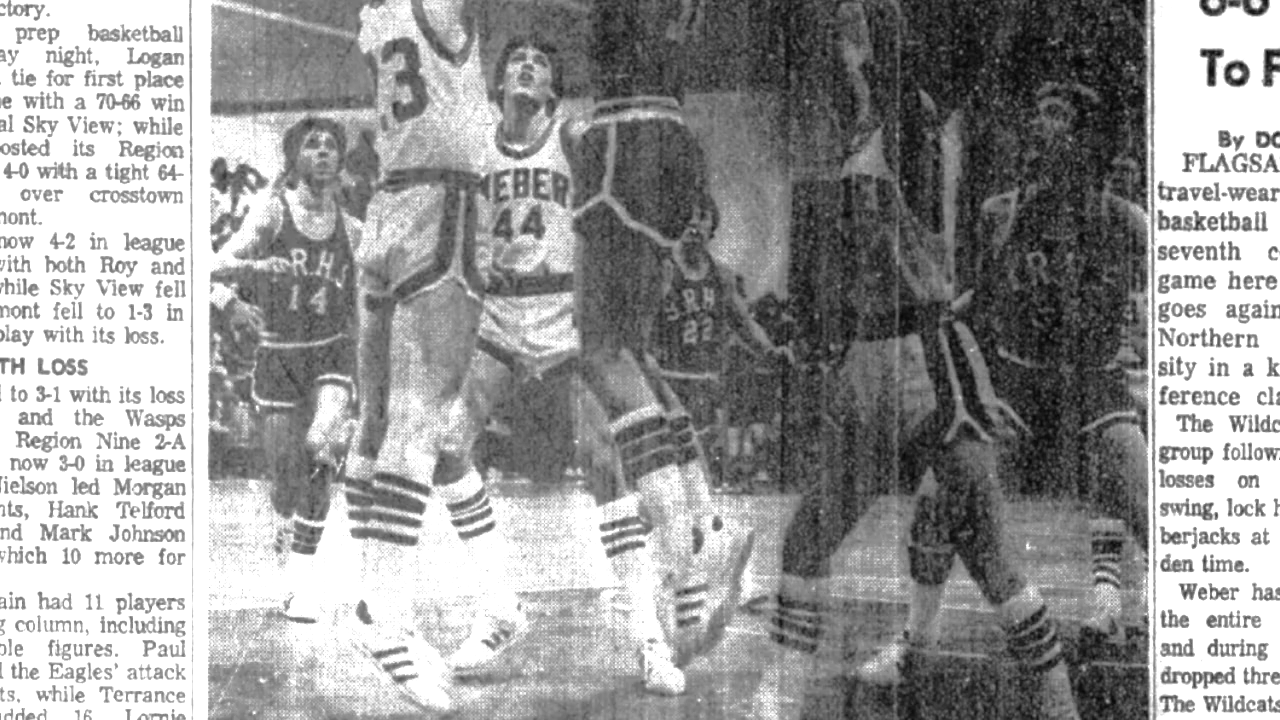 ctory.
prep basketball
ay night, Logan
tie for first place
e with a 70-66 win
al Sky View; while
osted its Region
4-0 with a tight 64-
over crosstown
mont.
now 4-2 in league
with both Roy and
while Sky View fell
mont fell to 1-3 in
play with its loss.
TH LOSS
to 3-1 with its loss
and the Wasps
Region Nine 2-A
now 3-0 in league
Nielson led Morgan
nts, Hank Telford
nd Mark Johnson
which 10 more for
ain had 11 players
g column, including
ble figures. Paul
d the Eagles' attack
ts, while Terrance
added 16. Lornie
3
WEBER
44
S.R.H.S
14
S.R.H
22
6-6
To
By DO
FLAGSA
travel-wear
basketball
seventh c
game here
goes again
Northern
sity in a k
ference cla
The Wildc
group follow
losses on
swing, lock h
berjacks at
den time.
Weber has
the entire
and during
dropped thre
The Wildcats